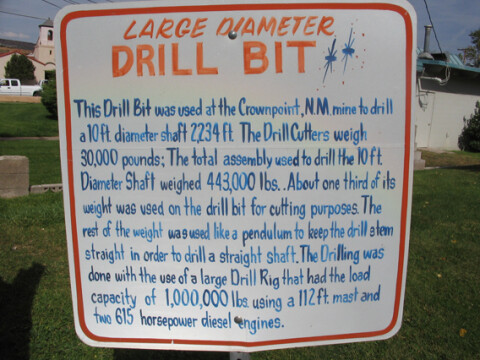 LARGE DIAMETER
DRILL BIT
This Drill Bit was used at the Crownpoint, N.M. mine to drill
a 10 ft. diameter shaft 2234 ft. The Drill Cutters weigh
30,000 pounds; The total assembly used to drill the 10 ft.
Diameter Shaft weighed 443,000 lbs.. About one third of its
weight was used on the drill bit for cutting purposes. The
rest of the weight was used like a pendulum to keep the drill stem
straight in order to drill a straight shaft. The Drilling was
done with the use of a large Drill Rig that had the load
capacity of 1,000,000 lbs. using a 112 ft. mast and
two 615 horsepower diesel engines.